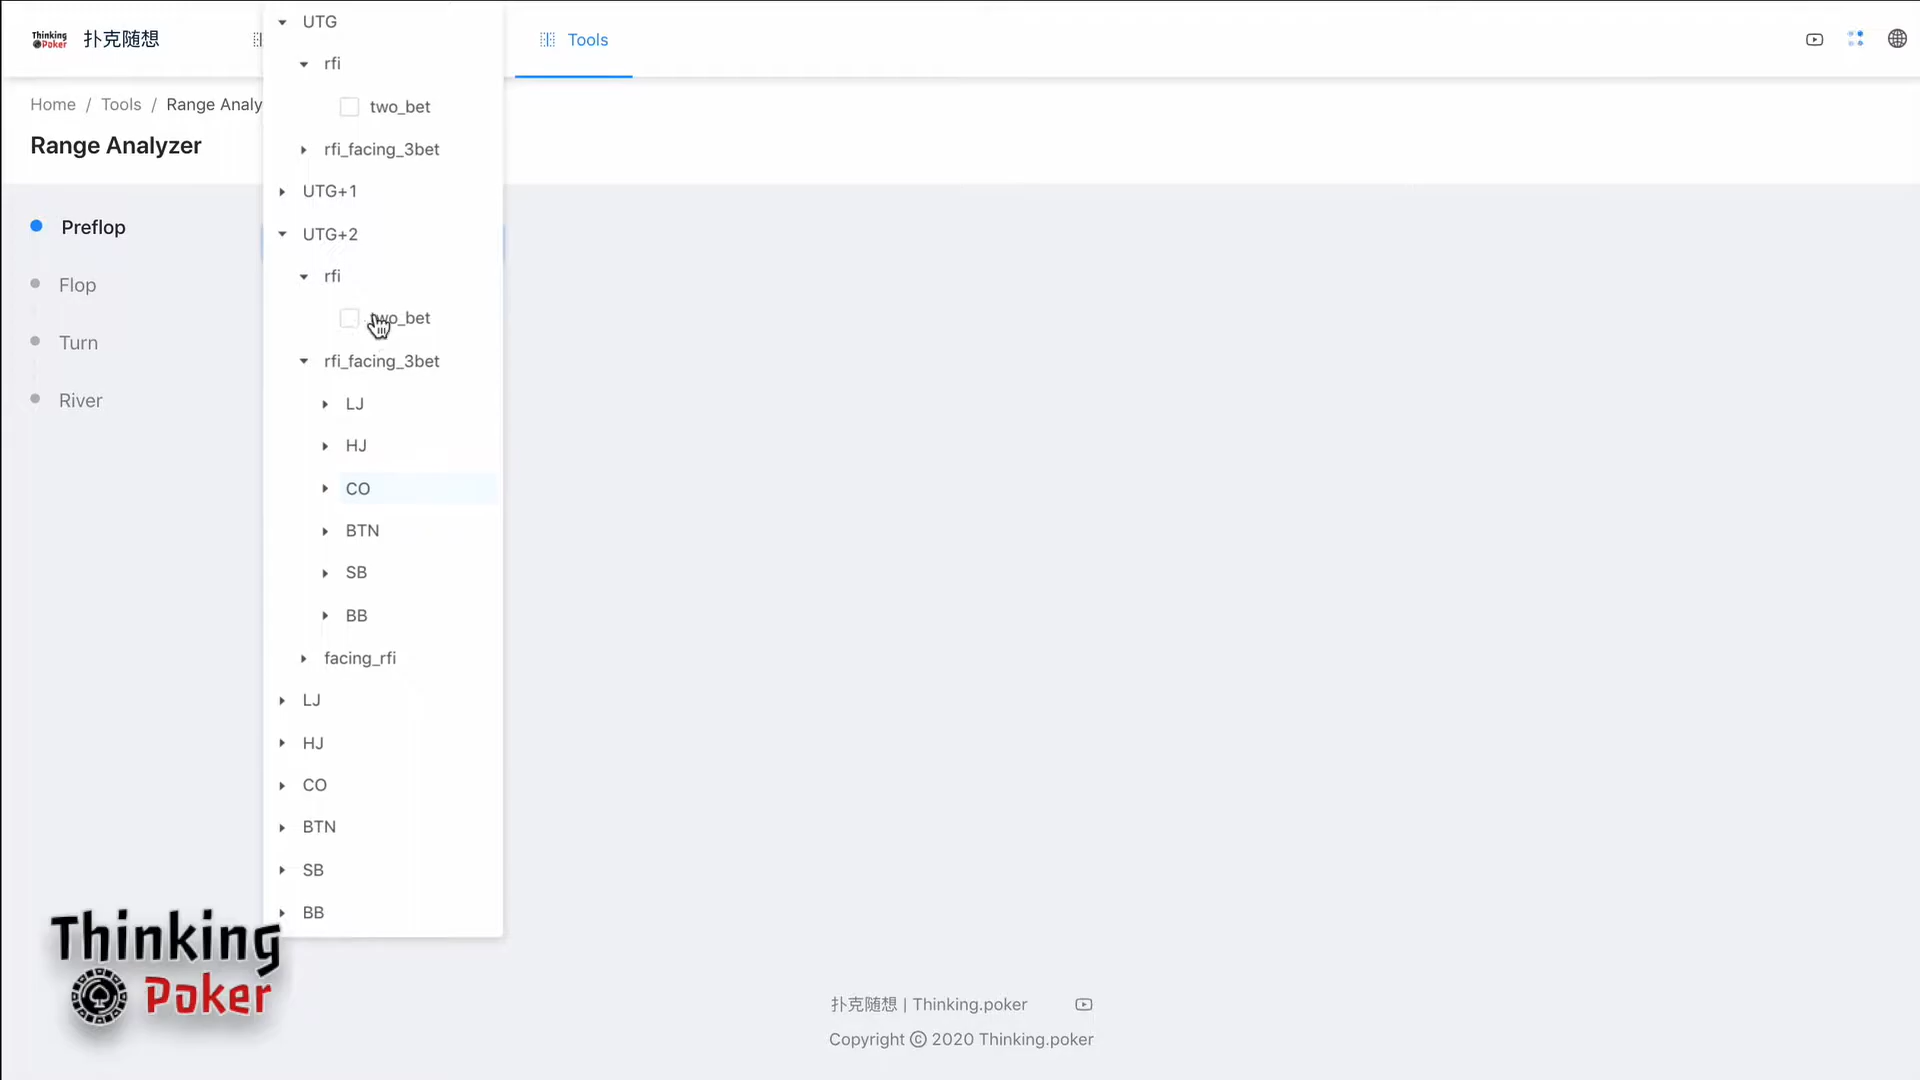 Thinking
Poker
扑克随想
Tools
Home / Tools / Range Analy
Range Analyzer
Preflop
Flop
Turn
River
UTG
rfi
two_bet
rfi_facing_3bet
UTG+1
UTG+2
rfi
two_bet
rfi_facing_3bet
LJ
HJ
CO
BTN
SB
BB
facing_rfi
LJ
HJ
CO
BTN
SB
BB
Thinking
Poker
扑克随想 | Thinking.poker
Copyright © 2020 Thinking.poker